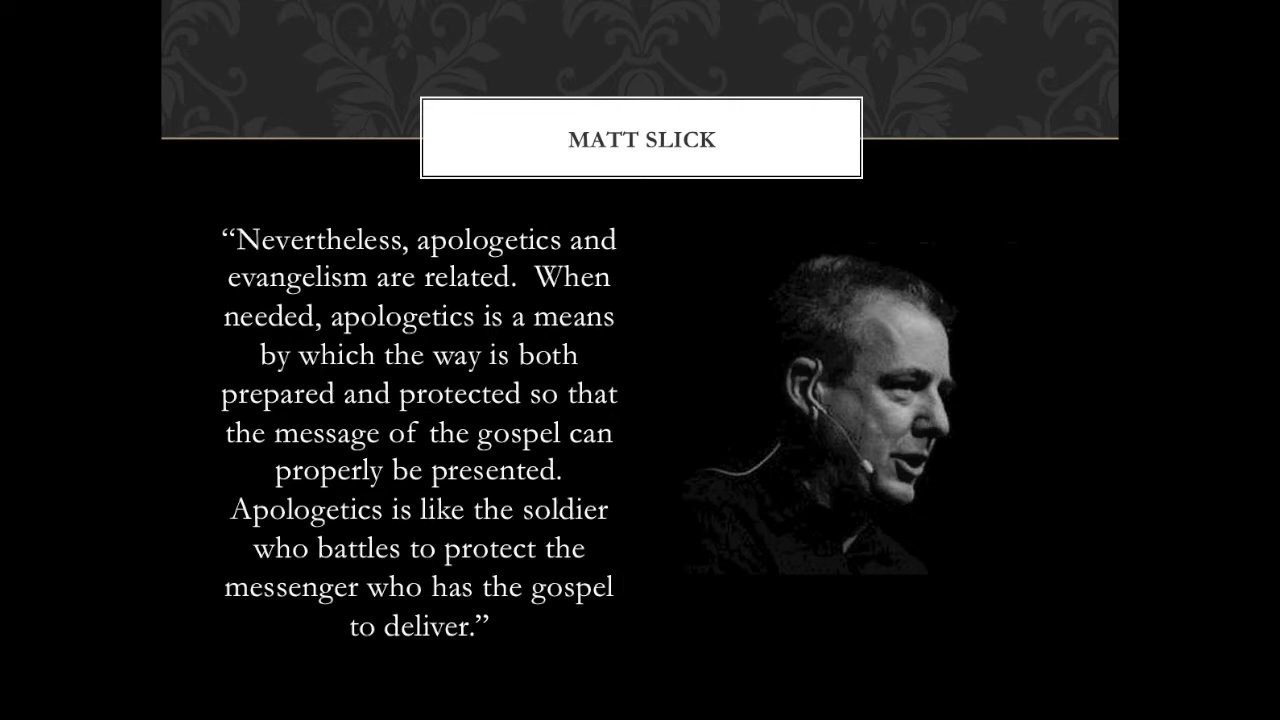 MATT SLICK
“Nevertheless, apologetics and
evangelism are related.  When
needed, apologetics is a means
by which the way is both
prepared and protected so that
the message of the gospel can
properly be presented.
Apologetics is like the soldier
who battles to protect the
messenger who has the gospel
to deliver.”